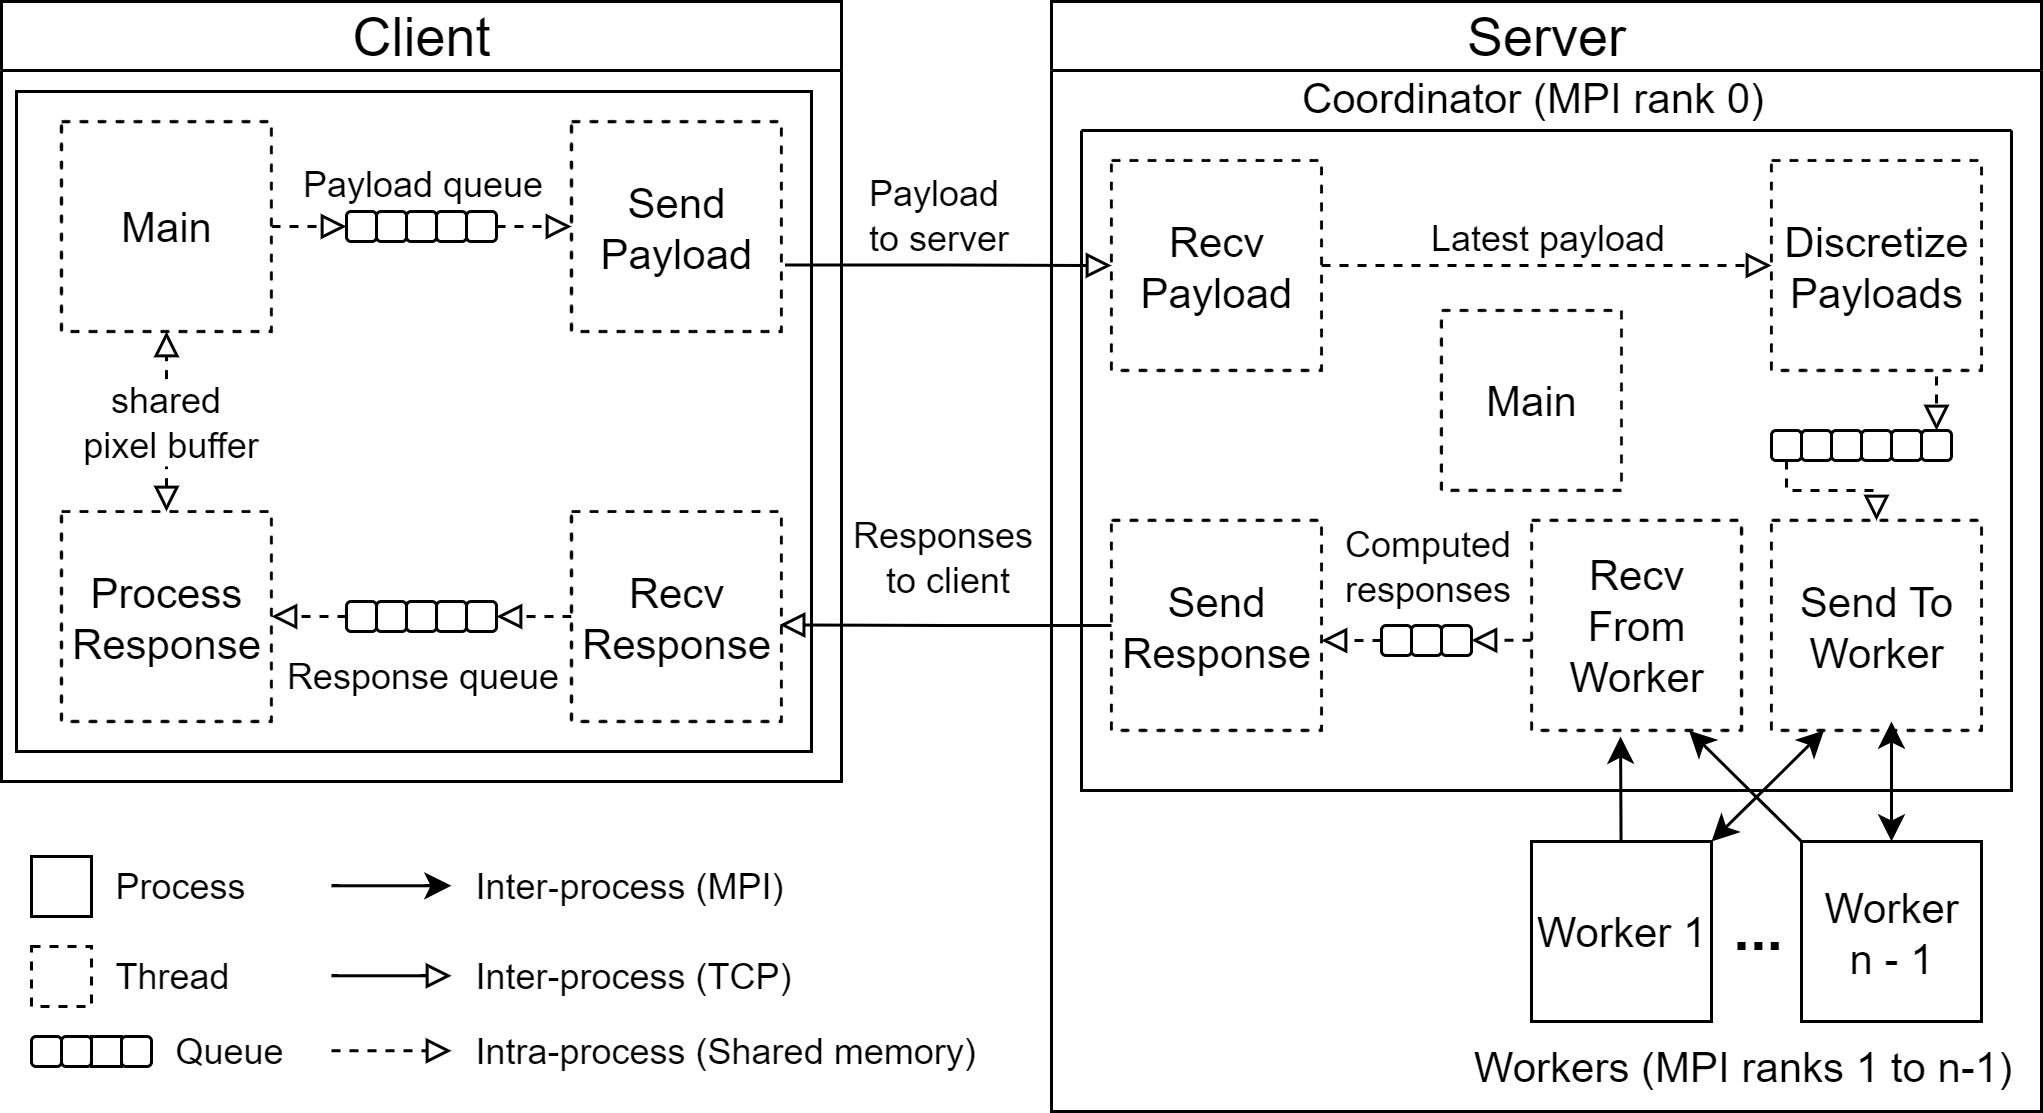 Client
Main
Payload queue
Send
Payload
shared
pixel buffer
Process
Response
Response queue
Recv
Response
Payload
to server
Responses
to client
Server
Coordinator (MPI rank 0)
Recv
Payload
Latest payload
Discretize
Payloads
Main
Send
Response
Computed
responses
Recv
From
Worker
Send To
Worker
Worker 1
...
Worker
n - 1
Workers (MPI ranks 1 to n-1)
Process
Inter-process (MPI)
Thread
Inter-process (TCP)
Queue
Intra-process (Shared memory)